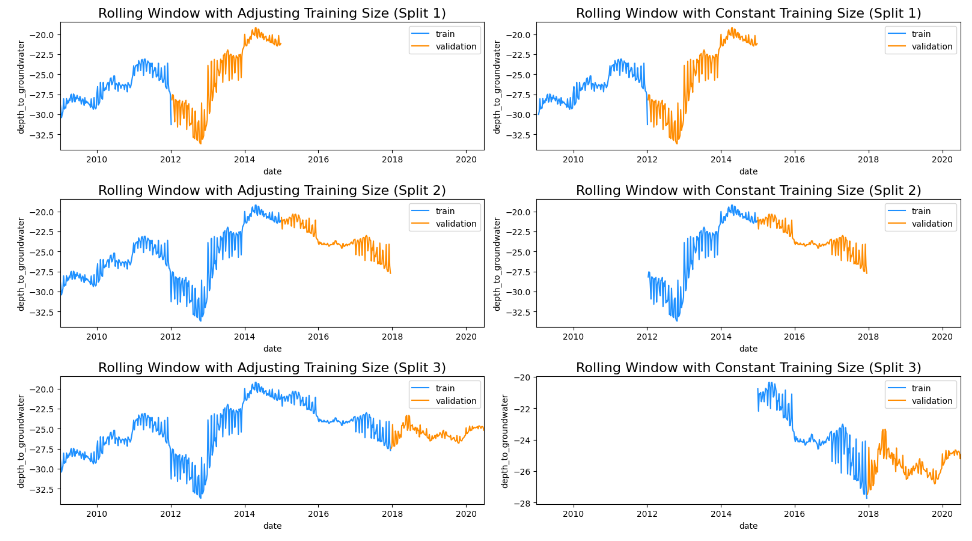 Rolling Window with Adjusting Training Size (Split 1)
depth_to_groundwater
−20.0
−22.5
−25.0
−27.5
−30.0
−32.5
train
validation
2010 2012 2014 2016 2018 2020
date
Rolling Window with Constant Training Size (Split 1)
depth_to_groundwater
−20.0
−22.5
−25.0
−27.5
−30.0
−32.5
train
validation
2010 2012 2014 2016 2018 2020
date
Rolling Window with Adjusting Training Size (Split 2)
depth_to_groundwater
−20.0
−22.5
−25.0
−27.5
−30.0
−32.5
train
validation
2010 2012 2014 2016 2018 2020
date
Rolling Window with Constant Training Size (Split 2)
depth_to_groundwater
−20.0
−22.5
−25.0
−27.5
−30.0
−32.5
train
validation
2010 2012 2014 2016 2018 2020
date
Rolling Window with Adjusting Training Size (Split 3)
depth_to_groundwater
−20.0
−22.5
−25.0
−27.5
−30.0
−32.5
train
validation
2010 2012 2014 2016 2018 2020
date
Rolling Window with Constant Training Size (Split 3)
depth_to_groundwater
−20
−22
−24
−26
−28
train
validation
2010 2012 2014 2016 2018 2020
date